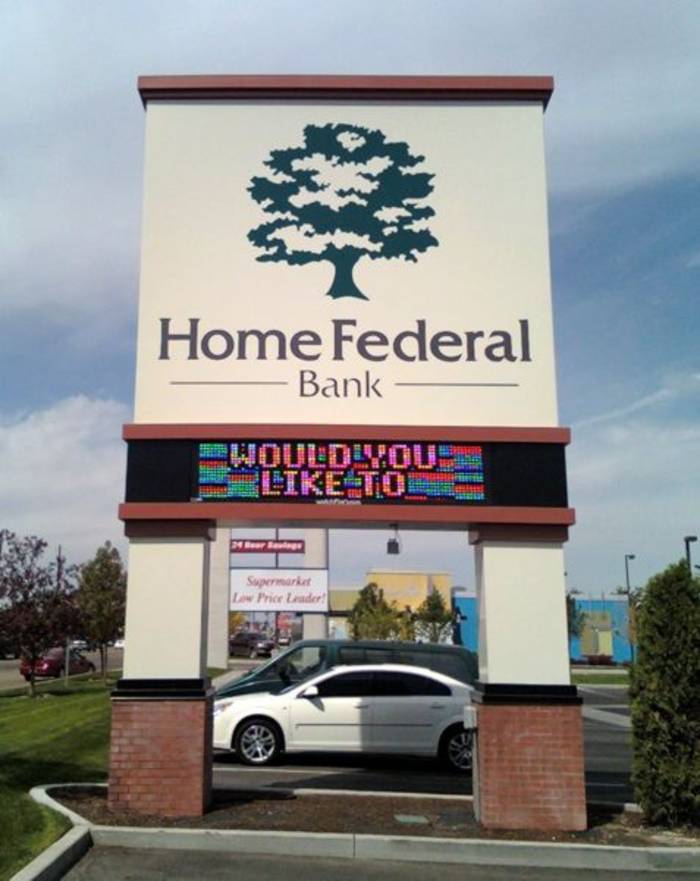 Home Federal
Bank
WOULD YOU
LIKE TO
24 Hour Savings
Supermarket
Low Price Leader!